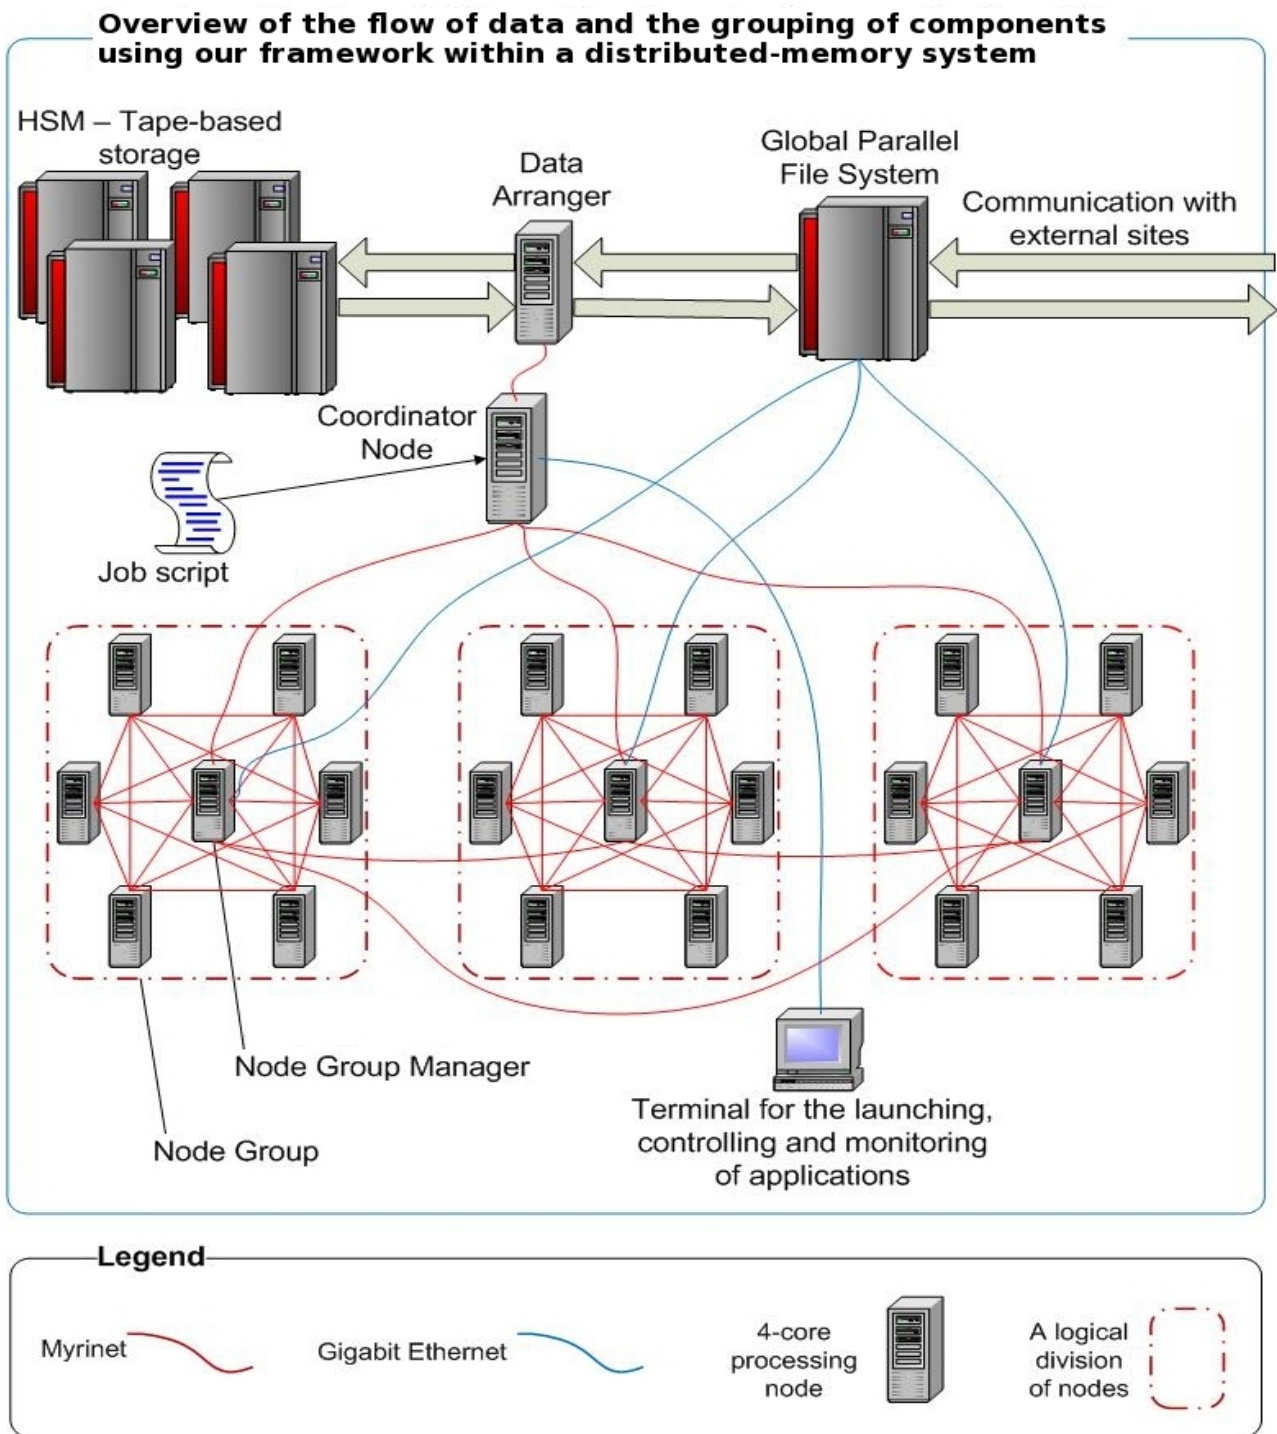 Overview of the flow of data and the grouping of components
using our framework within a distributed-memory system
HSM – Tape-based
storage
Data
Arranger
Global Parallel
File System
Communication with
external sites
Coordinator
Node
Job script
Node Group Manager
Node Group
Terminal for the launching,
controlling and monitoring
of applications
Legend
Myrinet
Gigabit Ethernet
4-core
processing
node
A logical
division
of nodes